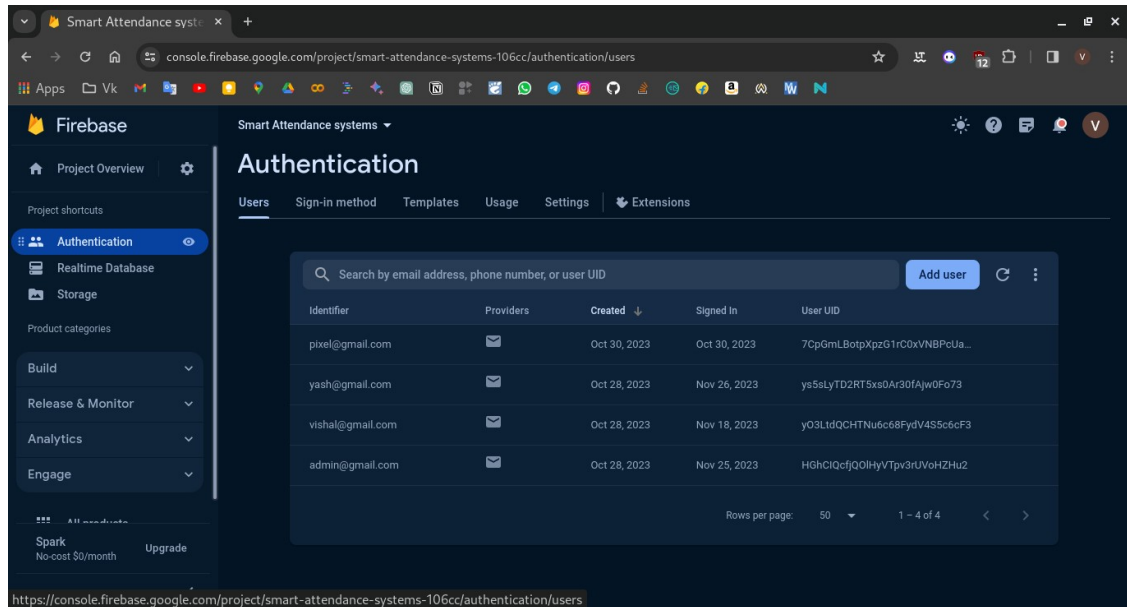 Smart Attendance syste
console.firebase.google.com/project/smart-attendance-systems-106cc/authentication/users
12
V
Apps
Vk
Firebase
Smart Attendance systems
V
Project Overview
Authentication
Users Sign-in method Templates Usage Settings Extensions
Project shortcuts
Authentication
Realtime Database
Storage
Product categories
Build
Release & Monitor
Analytics
Engage
All products
Spark
No-cost $0/month
Upgrade
Search by email address, phone number, or user UID
Add user
Identifier Providers Created Signed In User UID
pixel@gmail.com Oct 30, 2023 Oct 30, 2023 7CpGmLBotpXpzG1rC0xVNBPcUa...
yash@gmail.com Oct 28, 2023 Nov 26, 2023 ys5sLyTD2RT5xs0Ar30fAjw0Fo73
vishal@gmail.com Oct 28, 2023 Nov 18, 2023 yO3LtdQCHTNu6c68FydV4S5c6cF3
admin@gmail.com Oct 28, 2023 Nov 25, 2023 HGhCIQcfjQOlHyVTpv3rUVoHZHu2
Rows per page: 50 1 – 4 of 4
https://console.firebase.google.com/project/smart-attendance-systems-106cc/authentication/users